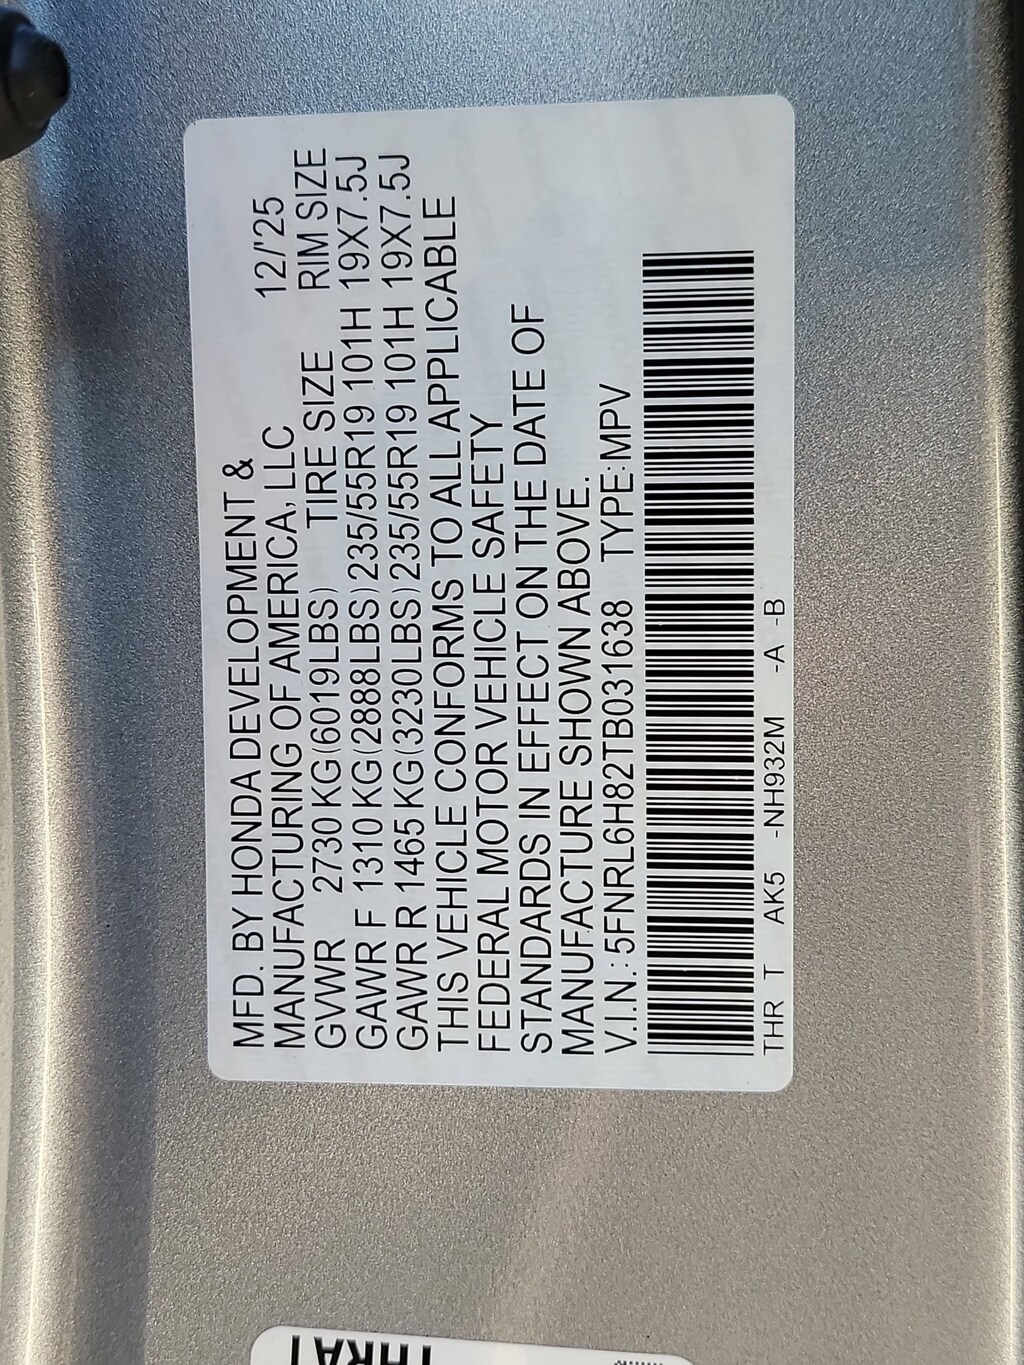 MFD. BY HONDA DEVELOPMENT &
MANUFACTURING OF AMERICA, LLC 12/'25
GVWR 2730 KG(6019LBS) TIRE SIZE RIM SIZE
GAWR F 1310 KG(2888LBS) 235/55R19 101H 19X7.5J
GAWR R 1465 KG(3230LBS) 235/55R19 101H 19X7.5J
THIS VEHICLE CONFORMS TO ALL APPLICABLE
FEDERAL MOTOR VEHICLE SAFETY
STANDARDS IN EFFECT ON THE DATE OF
MANUFACTURE SHOWN ABOVE.
V.I.N.: 5FNRL6H82TB031638 TYPE: MPV
THR T AK5 -NH932M -A -B